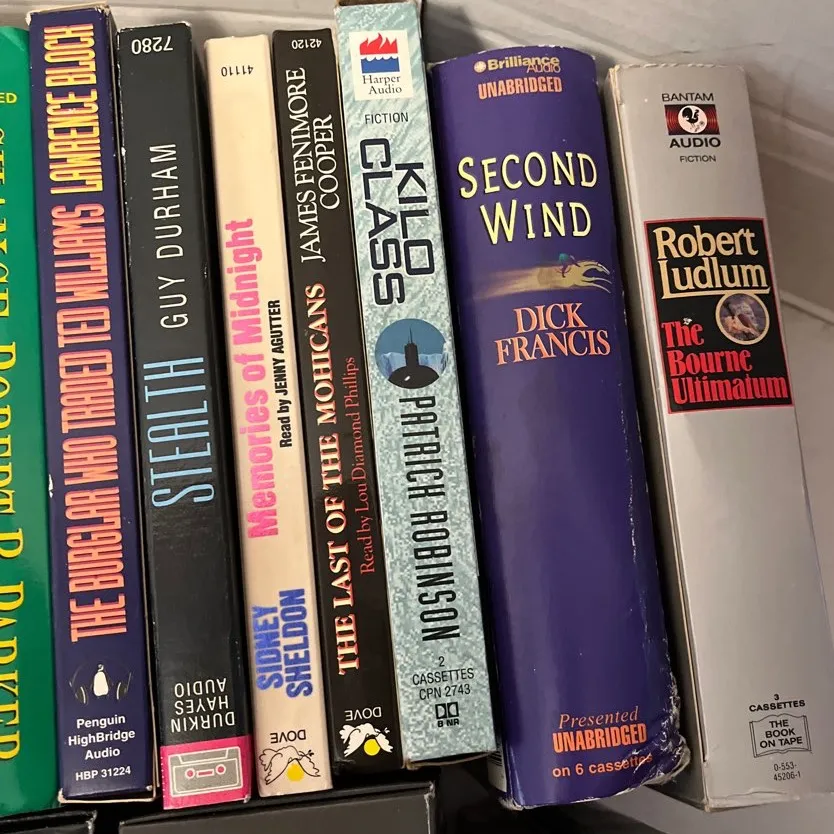 ROBERT B. PARKER
LAWRENCE BLOCK
THE BURGLAR WHO TRADED TED WILLIAMS
Penguin
HighBridge
Audio
HBP 31224
7280
GUY DURHAM
STEALTH
DURKIN
HAYES
AUDIO
41110
Memories of Midnight
Read by JENNY AGUTTER
SIDNEY
SHELDON
DOVE
42120
JAMES FENIMORE
COOPER
THE LAST OF THE MOHICANS
Read by Lou Diamond Phillips
DOVE
Harper
Audio
FICTION
KILO
CLASS
PATRICK ROBINSON
2
CASSETTES
CPN 2743
B NR
Brilliance
Audio
UNABRIDGED
SECOND
WIND
DICK
FRANCIS
Presented
UNABRIDGED
on 6 cassettes
BANTAM
AUDIO
FICTION
Robert
Ludlum
The
Bourne
Ultimatum
3
CASSETTES
THE
BOOK
ON TAPE
0-553-
45206-1